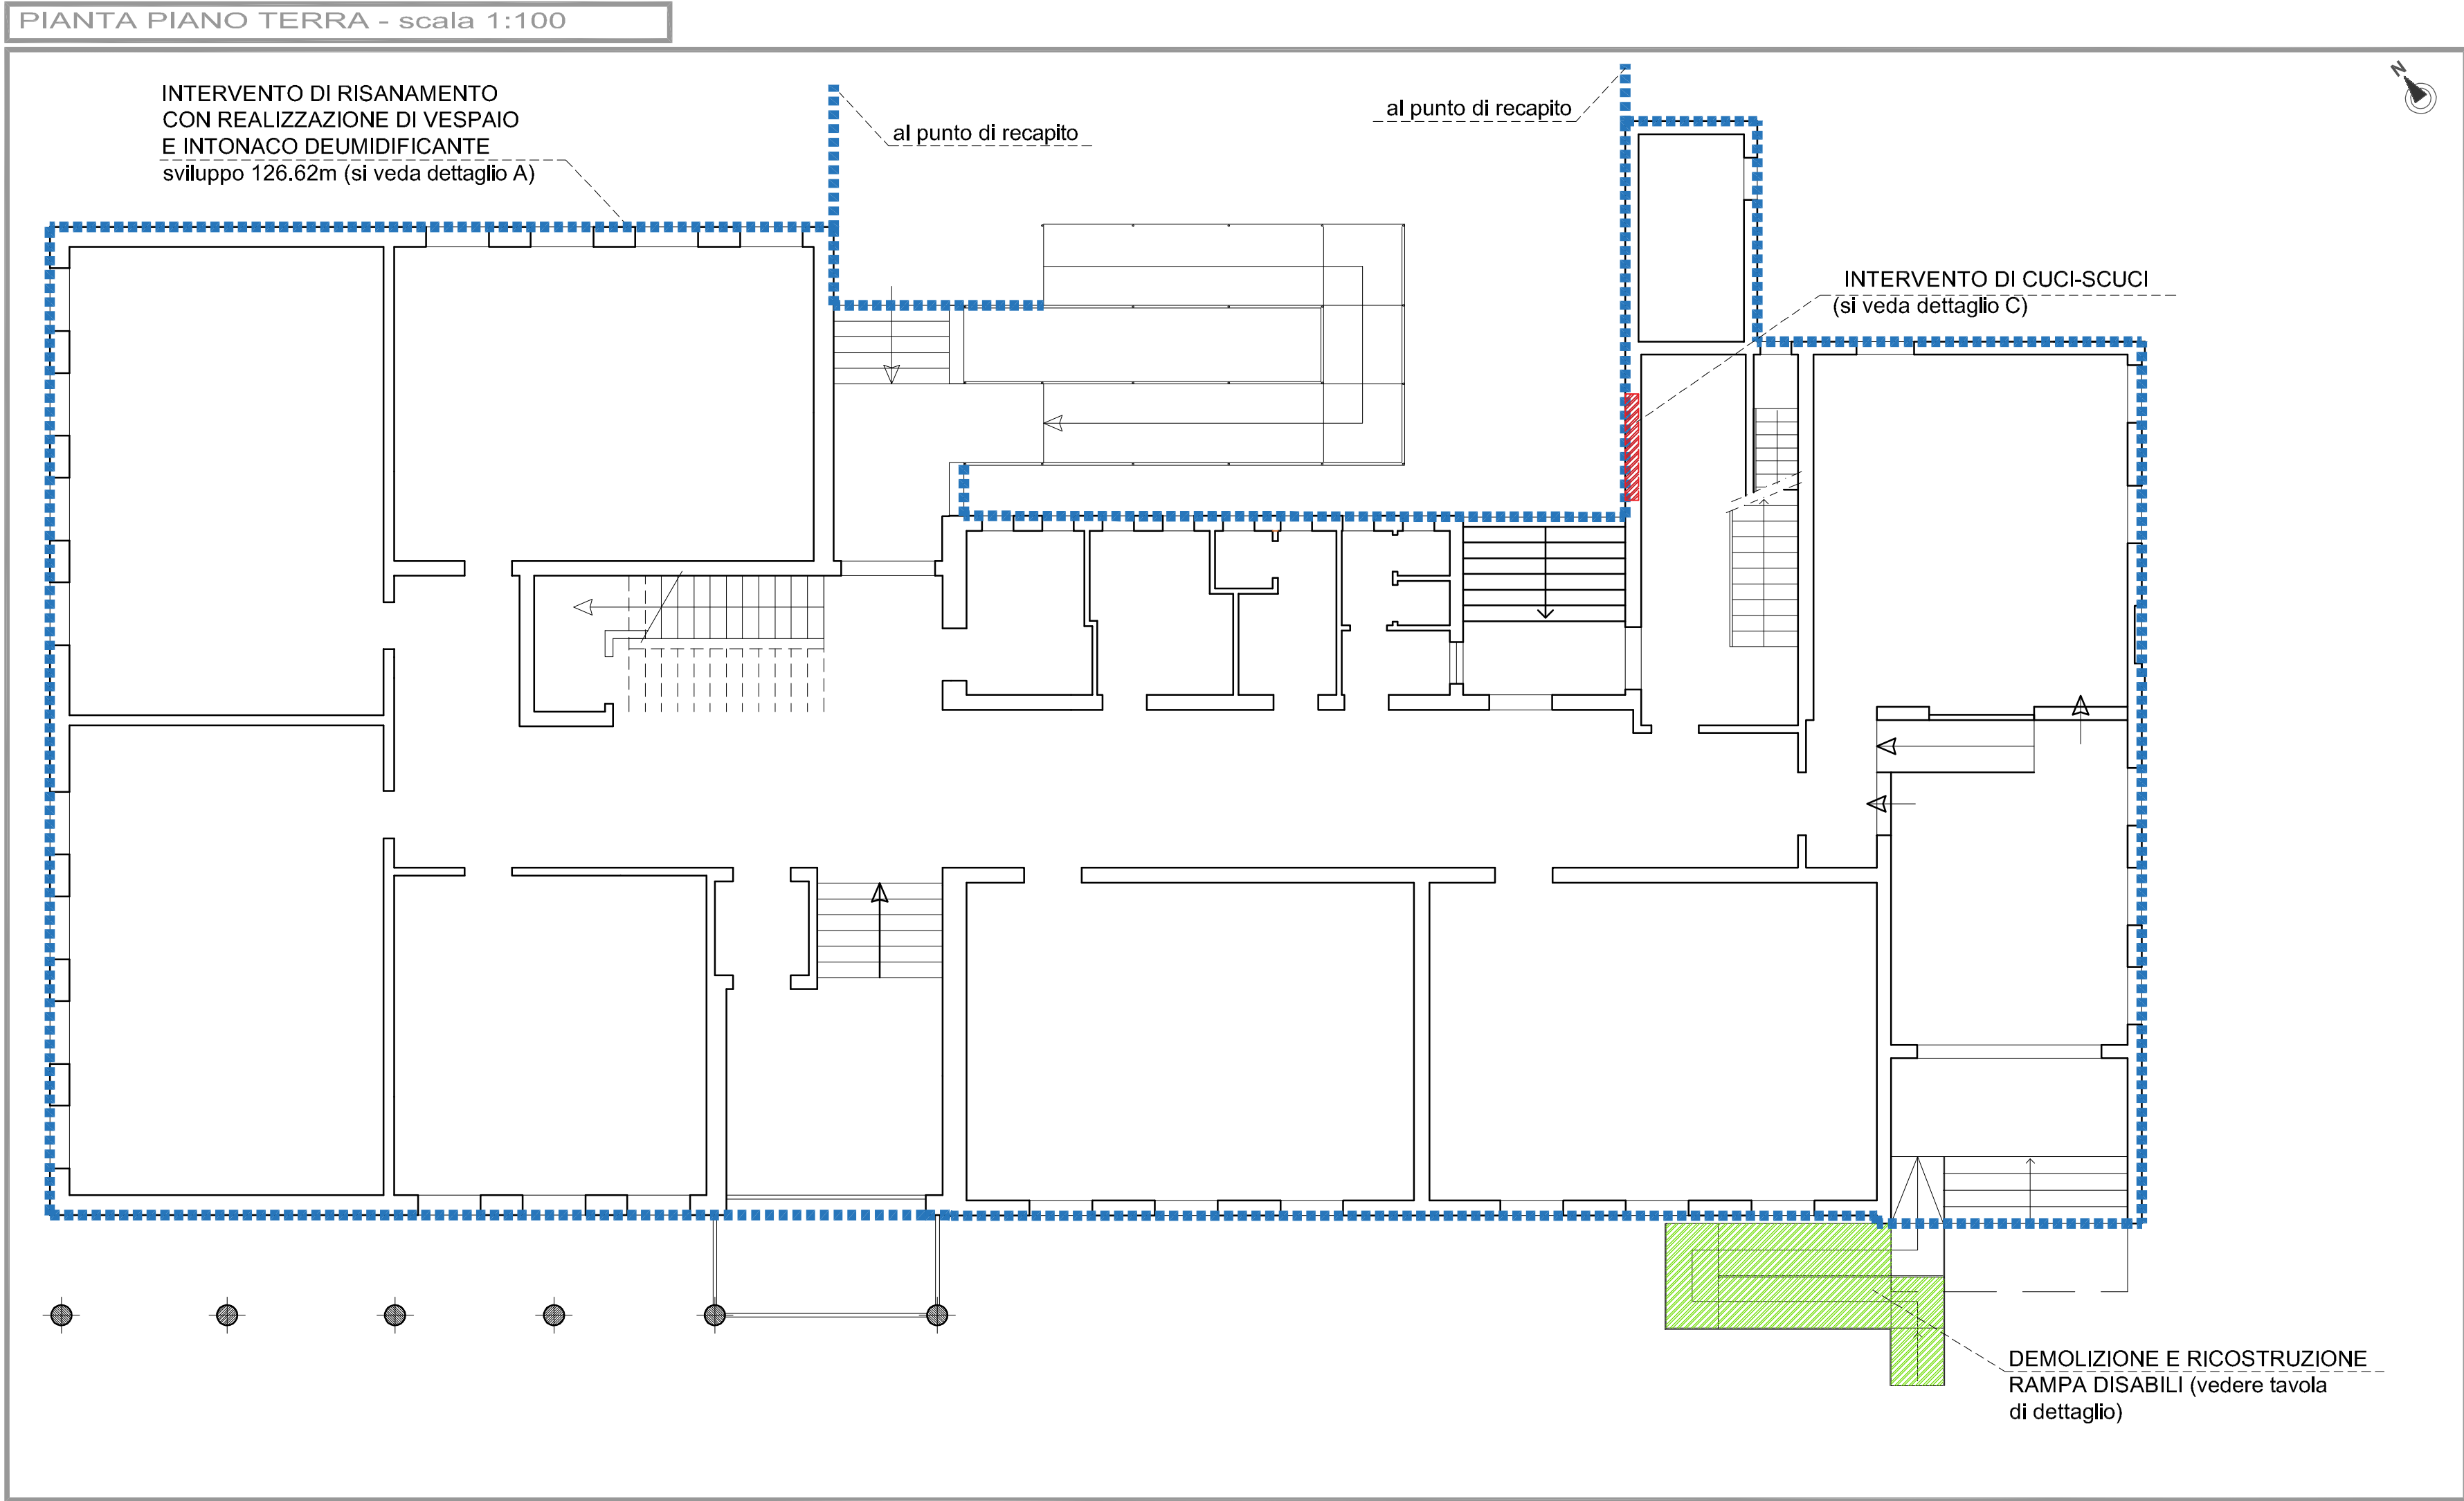 PIANTA PIANO TERRA - scala 1:100
N
INTERVENTO DI RISANAMENTO
CON REALIZZAZIONE DI VESPAIO
E INTONACO DEUMIDIFICANTE
sviluppo 126.62m (si veda dettaglio A)
al punto di recapito
al punto di recapito
INTERVENTO DI CUCI-SCUCI
(si veda dettaglio C)
DEMOLIZIONE E RICOSTRUZIONE
RAMPA DISABILI (vedere tavola
di dettaglio)